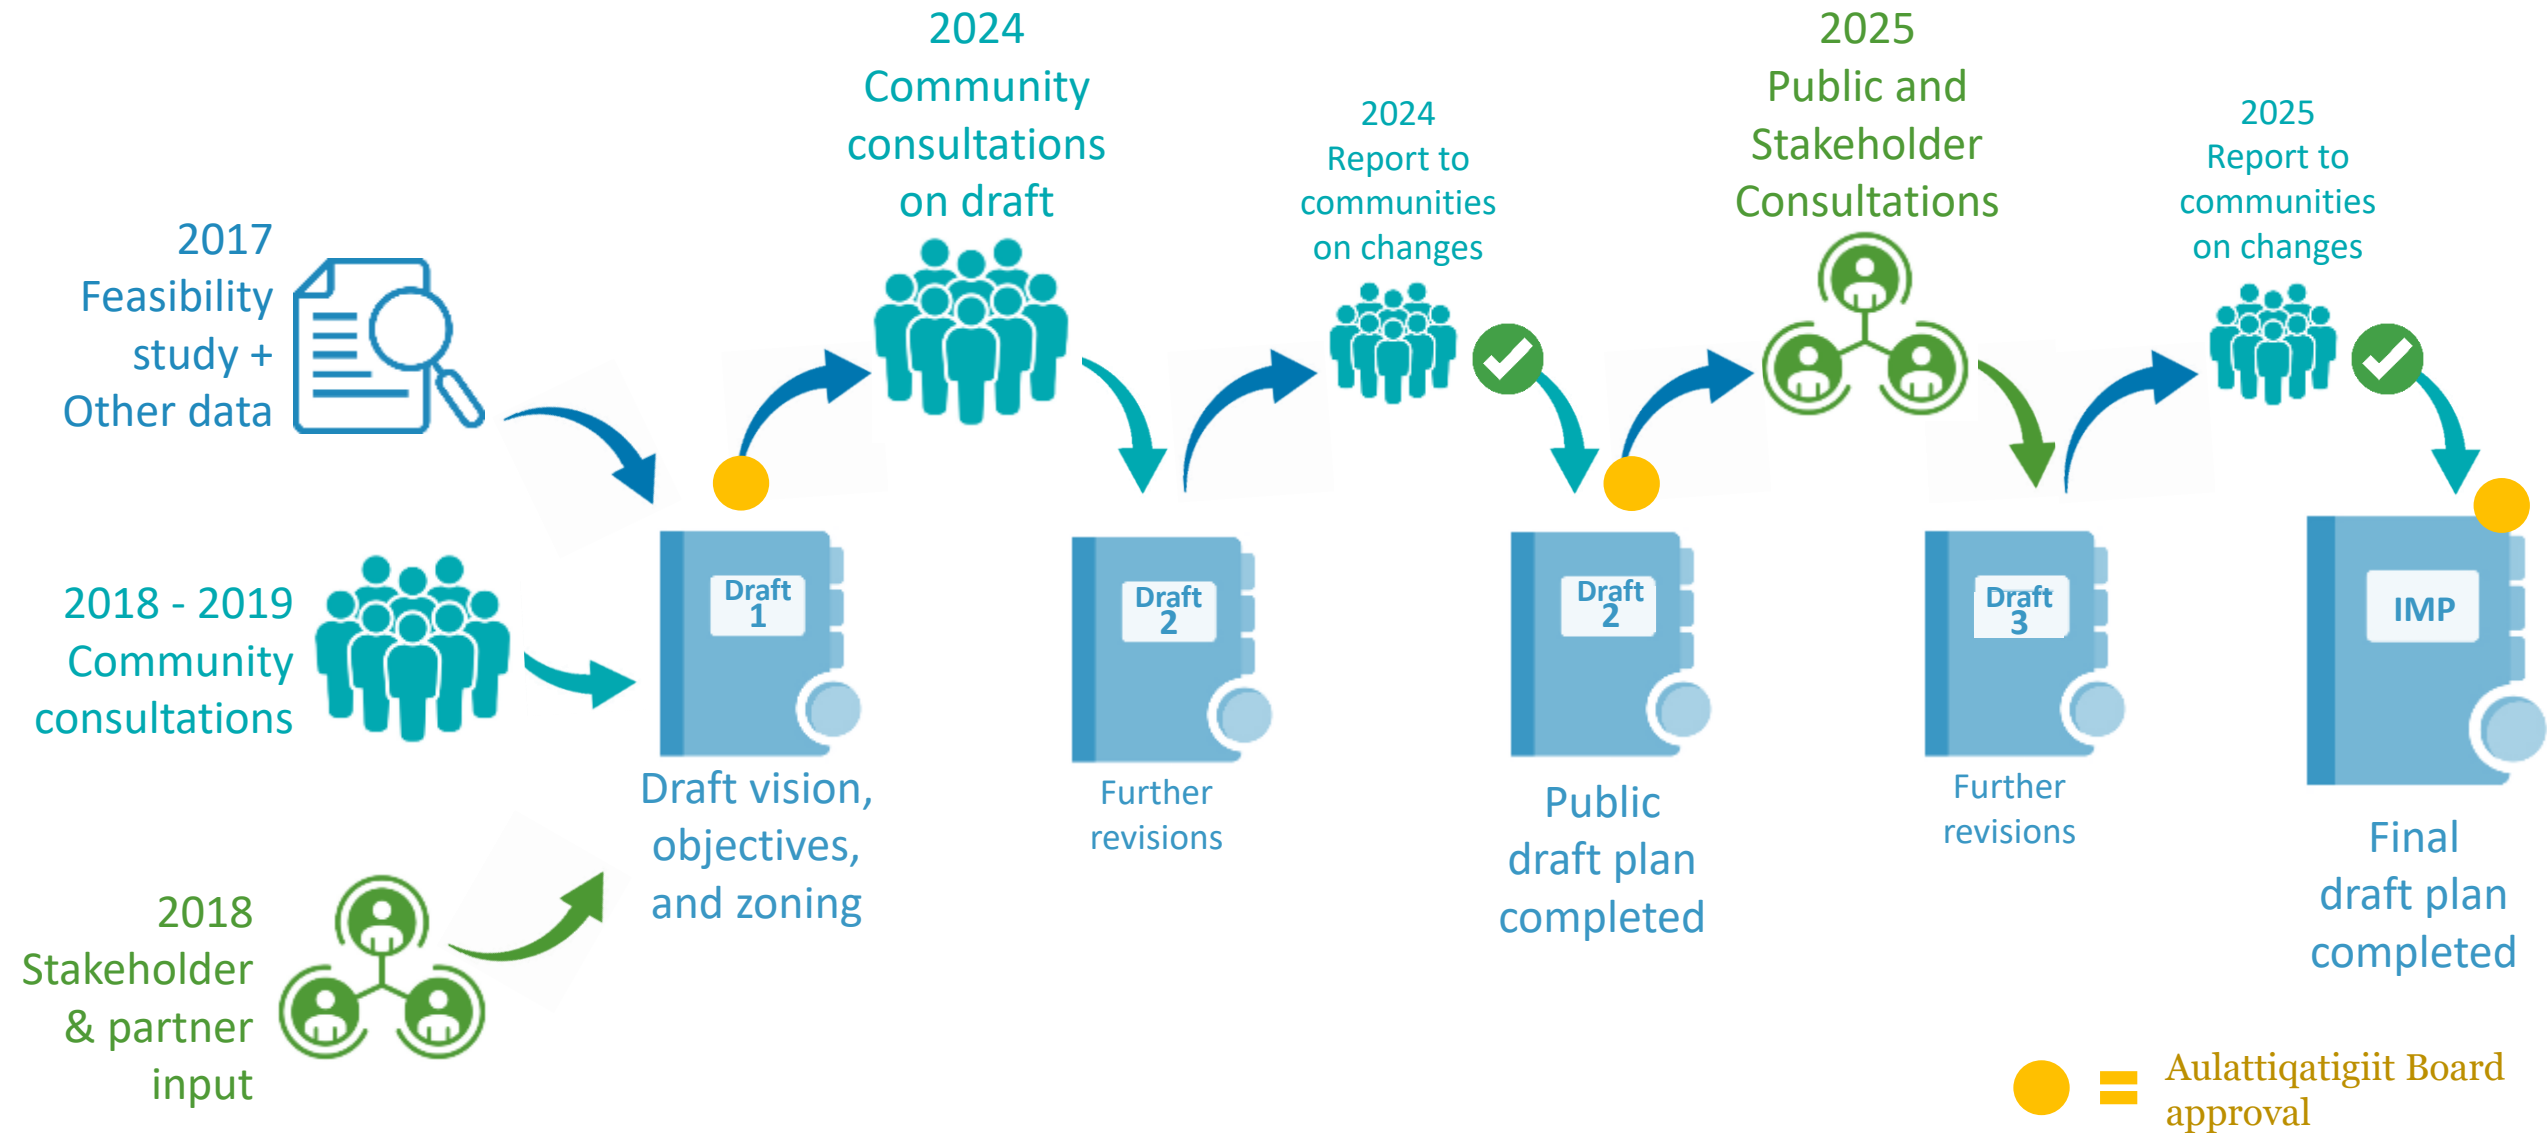 2017
Feasibility
study +
Other data
2018 - 2019
Community
consultations
2018
Stakeholder
& partner
input
Draft
1
Draft vision,
objectives,
and zoning
2024
Community
consultations
on draft
Draft
2
Further
revisions
2024
Report to
communities
on changes
Draft
2
Public
draft plan
completed
2025
Public and
Stakeholder
Consultations
Draft
3
Further
revisions
2025
Report to
communities
on changes
IMP
Final
draft plan
completed
Aulattiqatigiit Board
approval